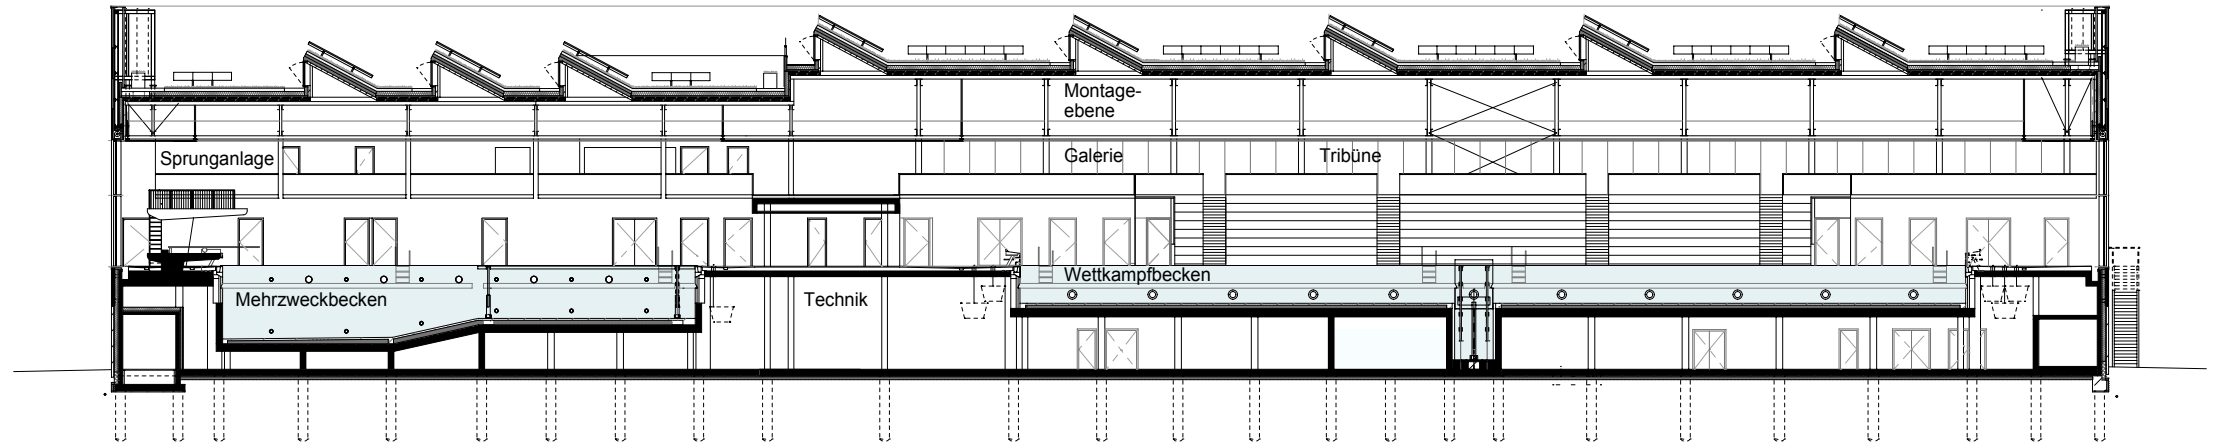 Montage-
ebene
Sprunganlage
Galerie
Tribüne
Mehrzweckbecken
Technik
Wettkampfbecken